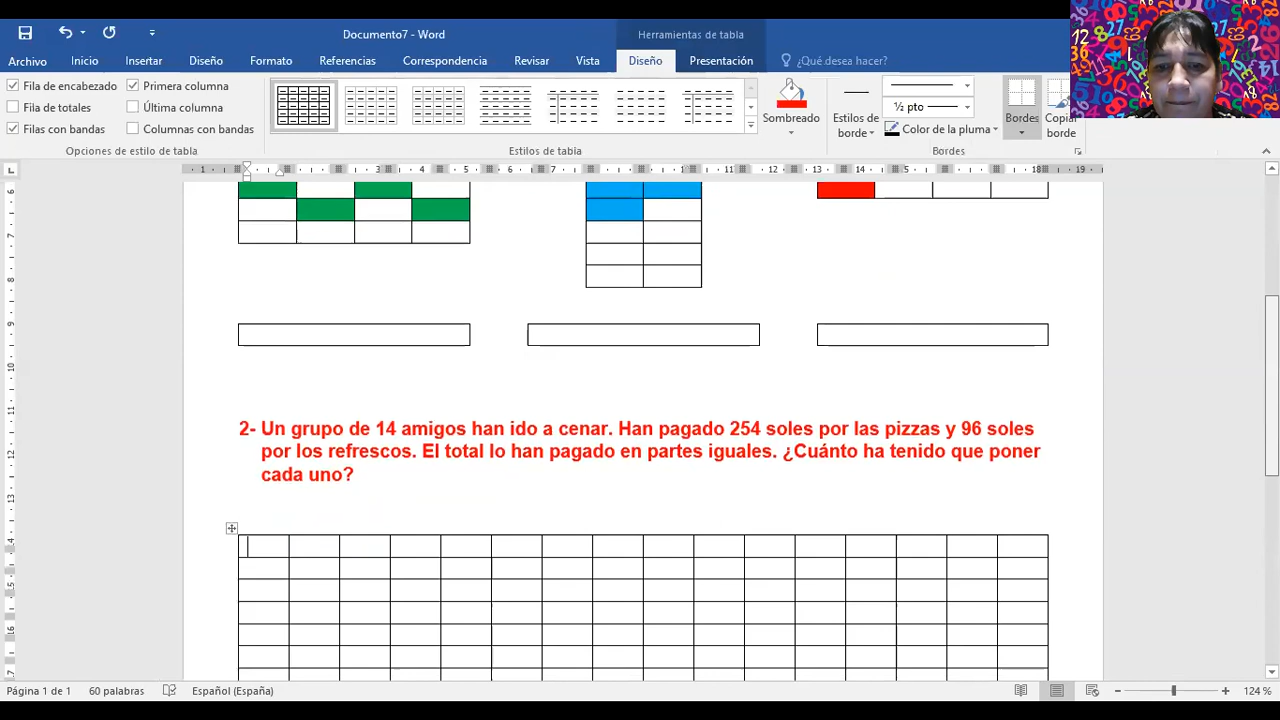 Documento7 - Word
Herramientas de tabla
Archivo
Inicio
Insertar
Diseño
Formato
Referencias
Correspondencia
Revisar
Vista
Diseño
Presentación
¿Qué desea hacer?
Fila de encabezado
Primera columna
Fila de totales
Última columna
Filas con bandas
Columnas con bandas
Opciones de estilo de tabla
Estilos de tabla
Sombreado
Estilos de borde
½ pto
Color de la pluma
Bordes
Copiar borde
Bordes
2- Un grupo de 14 amigos han ido a cenar. Han pagado 254 soles por las pizzas y 96 soles
por los refrescos. El total lo han pagado en partes iguales. ¿Cuánto ha tenido que poner
cada uno?
Página 1 de 1
60 palabras
Español (España)
124 %